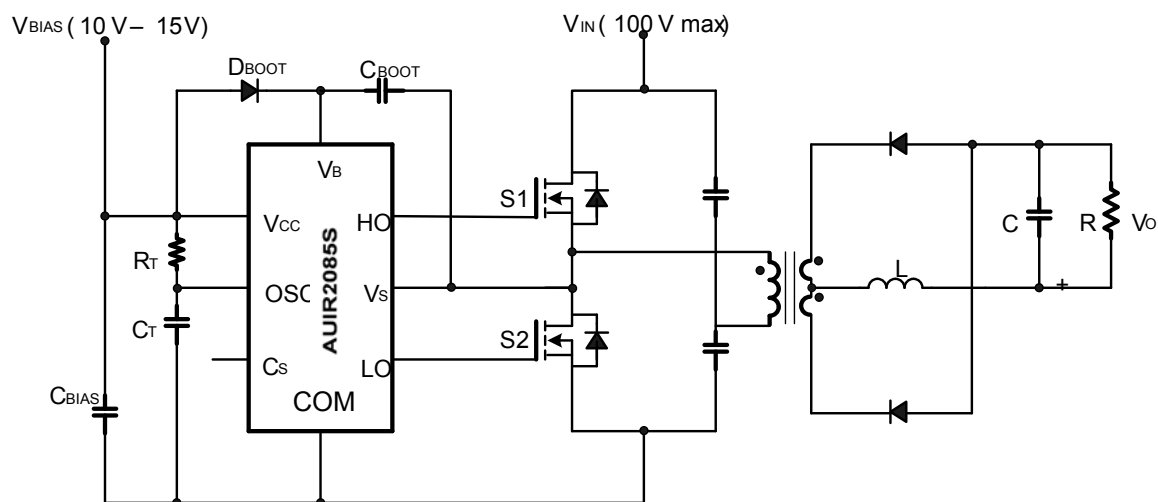 VBIAS ( 10 V – 15V)
VIN ( 100 V max)
DBOOT
CBOOT
VB
S1
VCC
HO
C
R
VO
RT
AUIR2085S
L
OSC
VS
+
CT
S2
CS
LO
CBIAS
COM